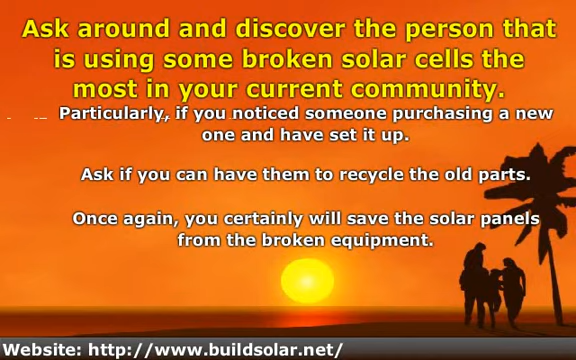 Ask around and discover the person that
is using some broken solar cells the
most in your current community.
Particularly, if you noticed someone purchasing a new
one and have set it up.
Ask if you can have them to recycle the old parts.
Once again, you certainly will save the solar panels
from the broken equipment.
Website: http://www.buildsolar.net/